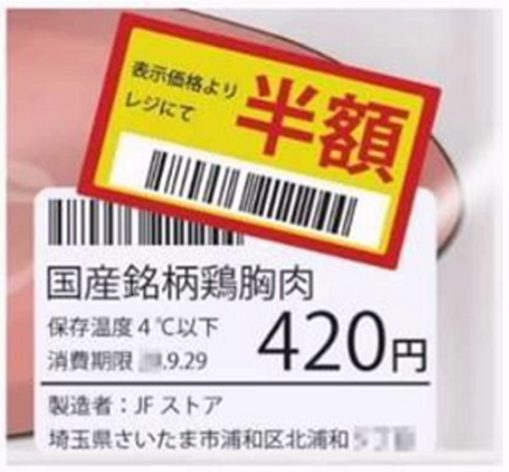 表示価格より
レジにて
半額
国産銘柄鶏胸肉
保存温度4℃以下
消費期限 .9.29
420円
製造者：JFストア
埼玉県さいたま市浦和区北浦和